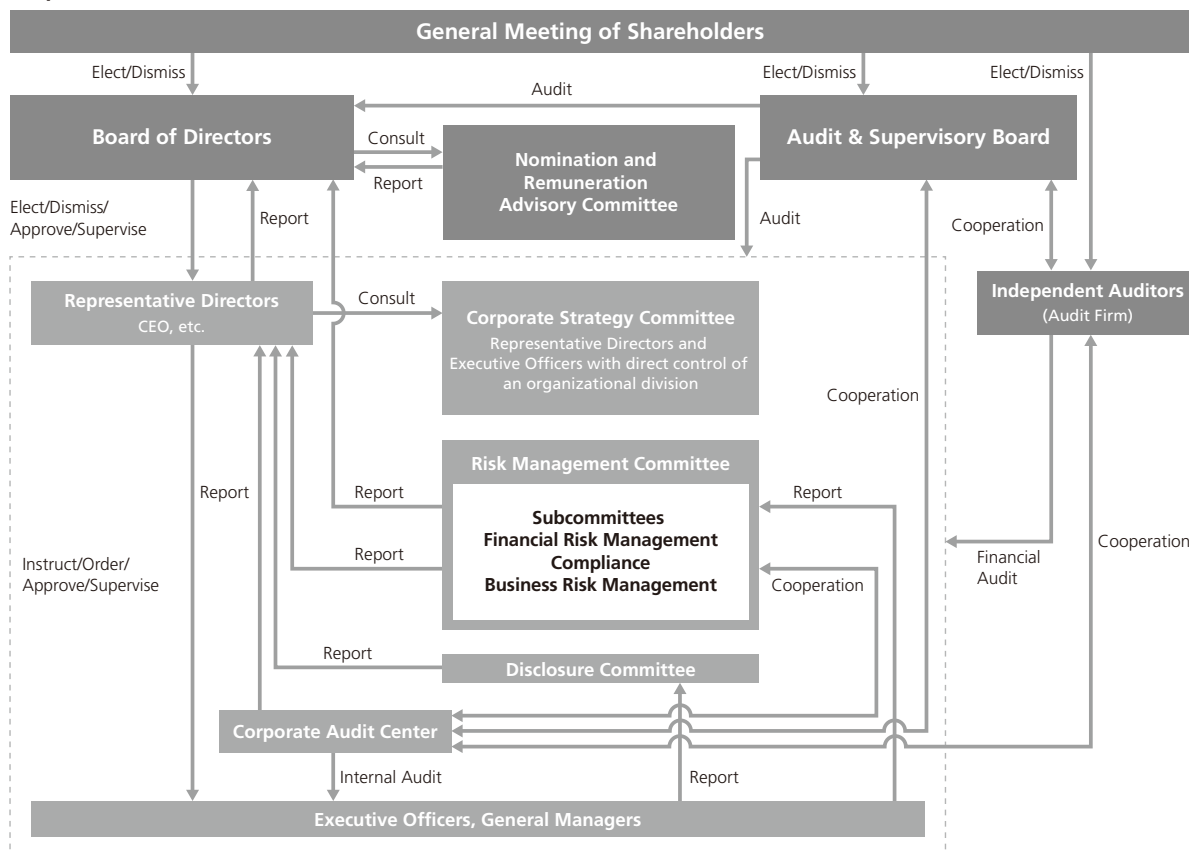 General Meeting of Shareholders
Elect/Dismiss
Elect/Dismiss
Elect/Dismiss
Audit
Board of Directors
Consult
Report
Nomination and
Remuneration
Advisory Committee
Audit & Supervisory Board
Elect/Dismiss/
Approve/Supervise
Report
Audit
Cooperation
Representative Directors
CEO, etc.
Consult
Corporate Strategy Committee
Representative Directors and
Executive Officers with direct control of
an organizational division
Independent Auditors
(Audit Firm)
Cooperation
Risk Management Committee
Report
Report
Report
Subcommittees
Financial Risk Management
Compliance
Business Risk Management
Instruct/Order/
Approve/Supervise
Report
Cooperation
Financial
Audit
Cooperation
Report
Disclosure Committee
Corporate Audit Center
Internal Audit
Report
Executive Officers, General Managers